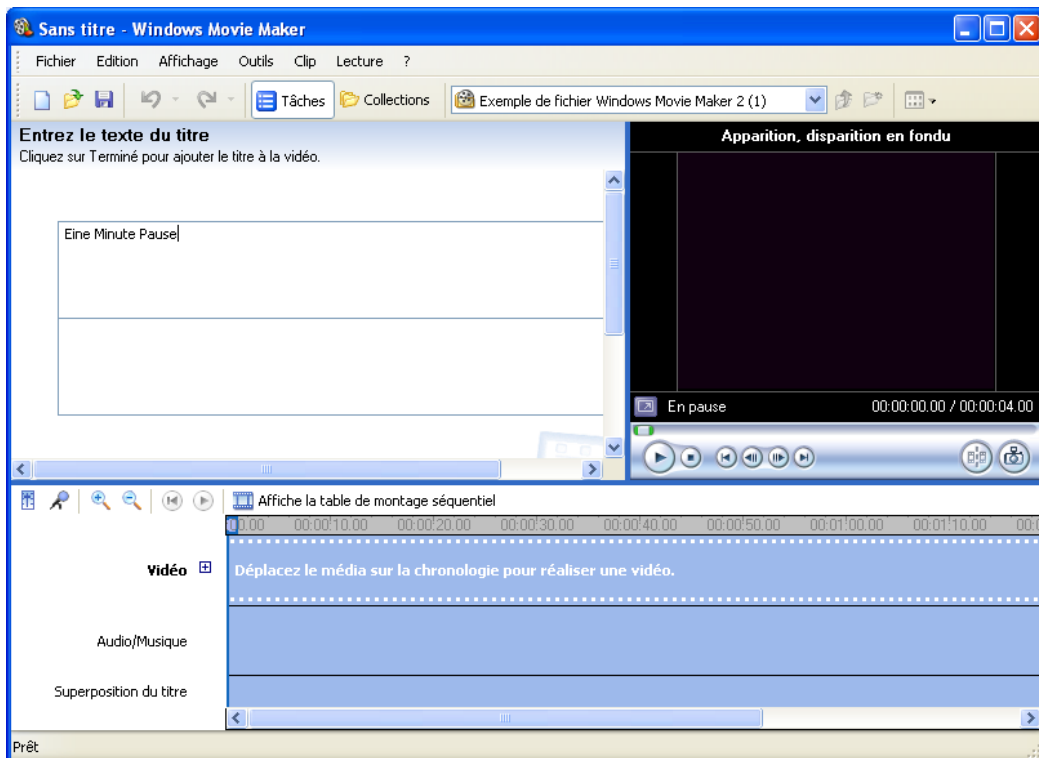 Sans titre - Windows Movie Maker
Fichier Edition Affichage Outils Clip Lecture ?
Tâches Collections Exemple de fichier Windows Movie Maker 2 (1)
Entrez le texte du titre
Cliquez sur Terminé pour ajouter le titre à la vidéo.
Eine Minute Pause
Apparition, disparition en fondu
En pause 00:00:00.00 / 00:00:04.00
Affiche la table de montage séquentiel
00:00:10.00 00:00:20.00 00:00:30.00 00:00:40.00 00:00:50.00 00:01:00.00 00:01:10.00
Vidéo Déplacez le média sur la chronologie pour réaliser une vidéo.
Audio/Musique
Superposition du titre
Prêt